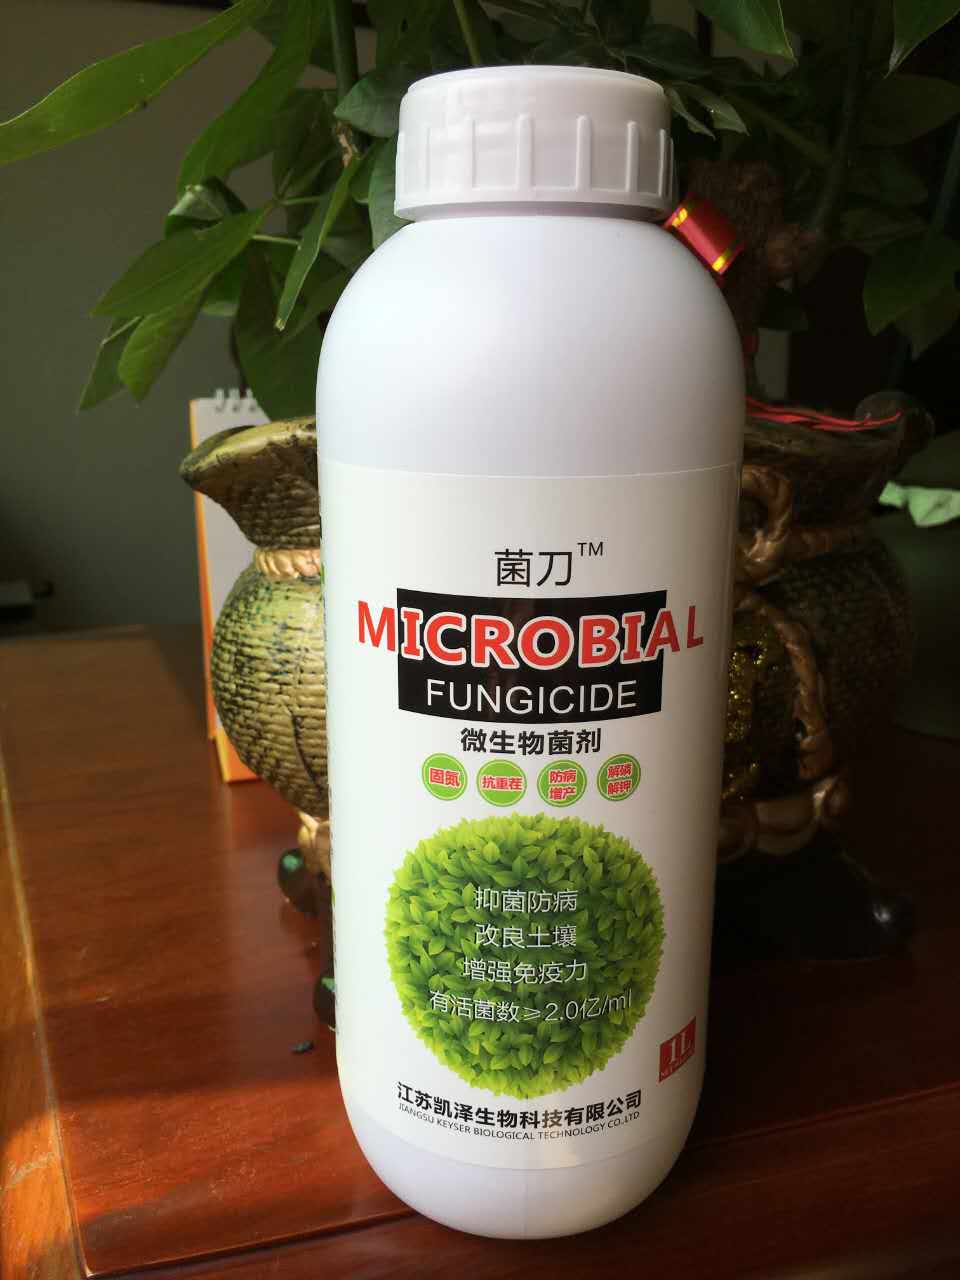 菌刀™
MICROBIAL
FUNGICIDE
微生物菌剂
固氮
抗重茬
防病
增产
解磷
解钾
抑菌防病
改良土壤
增强免疫力
有活菌数≥2.0亿/ml
1L
江苏凯泽生物科技有限公司
JIANGSU KEYSER BIOLOGICAL TECHNOLOGY CO.,LTD